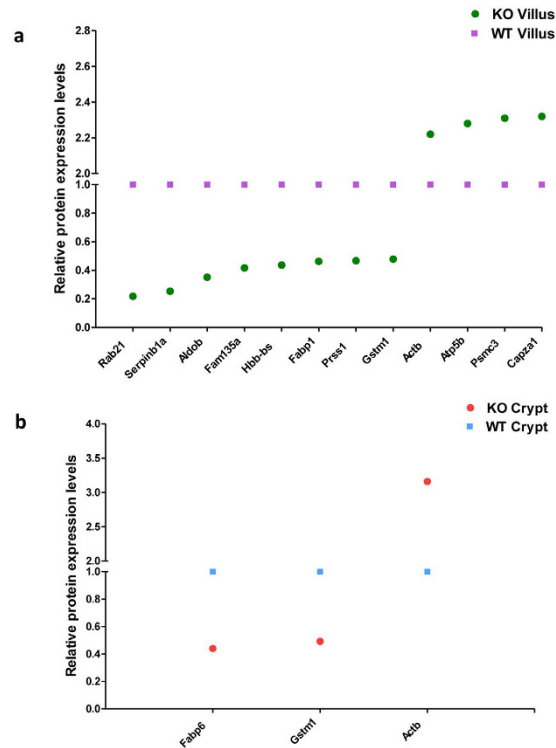 a
KO Villus
WT Villus
Relative protein expression levels
2.6
2.4
2.2
2.0
1.0
0.8
0.6
0.4
0.2
0.0
Rab21
Serpinb1a
Aldob
Fam135a
Hbb-bs
Fabp1
Prss1
Gstm1
Actb
Atp5b
Psmc3
Capza1
b
KO Crypt
WT Crypt
Relative protein expression levels
4.0
3.5
3.0
2.5
2.0
1.0
0.8
0.6
0.4
0.2
0.0
Fabp6
Gstm1
Actb